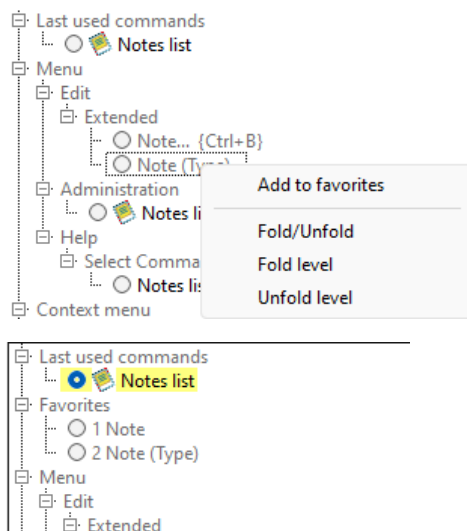 Last used commands
Notes list
Menu
Edit
Extended
Note... {Ctrl+B}
Note (Type)
Add to favorites
Administration
Notes li
Fold/Unfold
Help
Select Comma
Fold level
Notes lis
Unfold level
Context menu
Last used commands
Notes list
Favorites
1 Note
2 Note (Type)
Menu
Edit
Extended